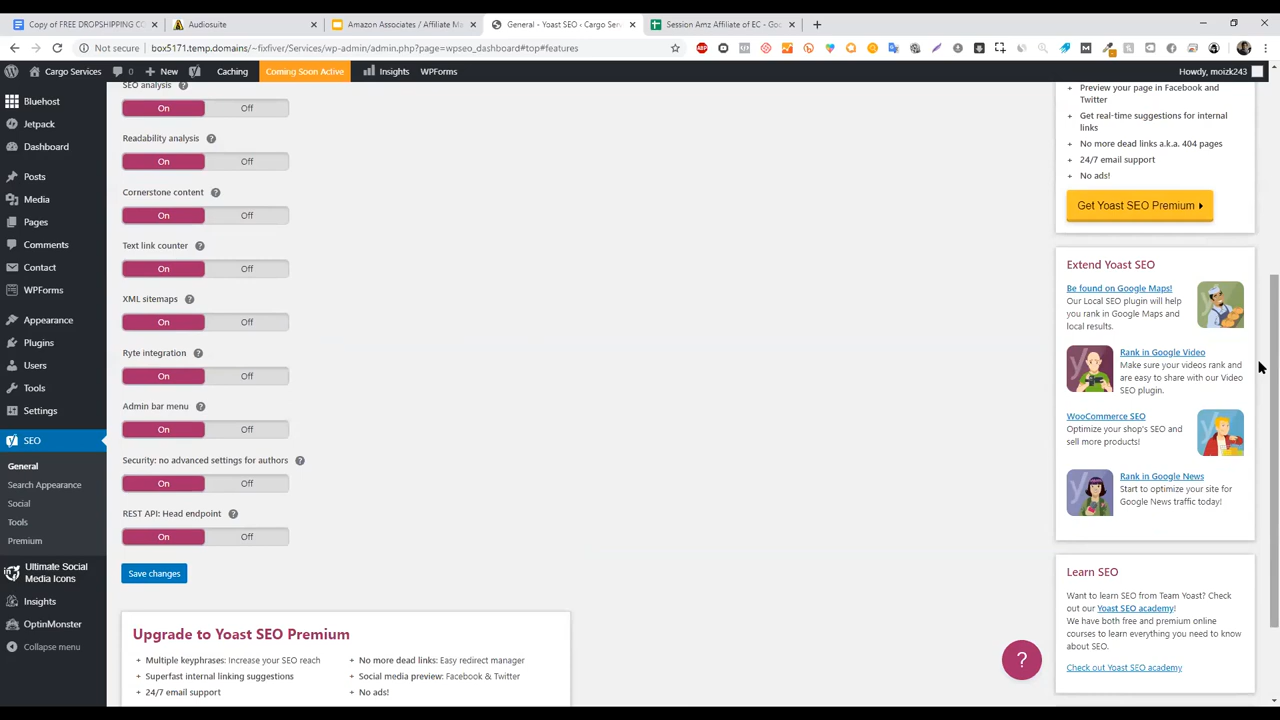 Copy of FREE DROPSHIPPING CO
Audiosuite
Amazon Associates / Affiliate Ma
General - Yoast SEO - Cargo Serv
Session Amz Affiliate of EC - Goo
Not secure
box5171.temp.domains/~fixfiver/Services/wp-admin/admin.php?page=wpseo_dashboard#top#features
Cargo Services
0
New
Caching
Coming Soon Active
Insights
WPForms
Howdy, moizk243
Bluehost
Jetpack
Dashboard
Posts
Media
Pages
Comments
Contact
WPForms
Appearance
Plugins
Users
Tools
Settings
SEO
General
Search Appearance
Social
Tools
Premium
Ultimate Social
Media Icons
Insights
OptinMonster
Collapse menu
SEO analysis
On Off
Readability analysis
On Off
Cornerstone content
On Off
Text link counter
On Off
XML sitemaps
On Off
Ryte integration
On Off
Admin bar menu
On Off
Security: no advanced settings for authors
On Off
REST API: Head endpoint
On Off
Save changes
Upgrade to Yoast SEO Premium
+ Multiple keyphrases: Increase your SEO reach
+ Superfast internal linking suggestions
+ 24/7 email support
+ No more dead links: Easy redirect manager
+ Social media preview: Facebook & Twitter
+ No ads!
+ Preview your page in Facebook and
Twitter
+ Get real-time suggestions for internal
links
+ No more dead links a.k.a. 404 pages
+ 24/7 email support
+ No ads!
Get Yoast SEO Premium
Extend Yoast SEO
Be found on Google Maps!
Our Local SEO plugin will help
you rank in Google Maps and
local results.
Rank in Google Video
Make sure your videos rank and
are easy to share with our Video
SEO plugin.
WooCommerce SEO
Optimize your shop's SEO and
sell more products!
Rank in Google News
Start to optimize your site for
Google News traffic today!
Learn SEO
Want to learn SEO from Team Yoast? Check
out our Yoast SEO academy!
We have both free and premium online
courses to learn everything you need to know
about SEO.
Check out Yoast SEO academy
?